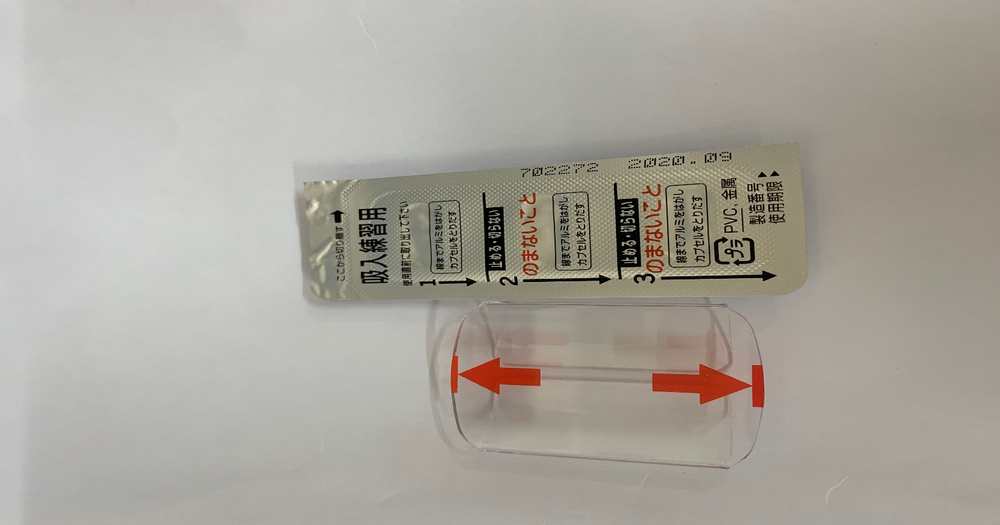 ここから切り離す
吸入練習用
使用直前に取り出して下さい
1
線までアルミをはがし
カプセルをとりだす
止める・切らない
2
のまないこと
線までアルミをはがし
カプセルをとりだす
止める・切らない
3
のまないこと
線までアルミをはがし
カプセルをとりだす
プラ
PVC, 金属
製造番号
使用期限
702272
2020.08